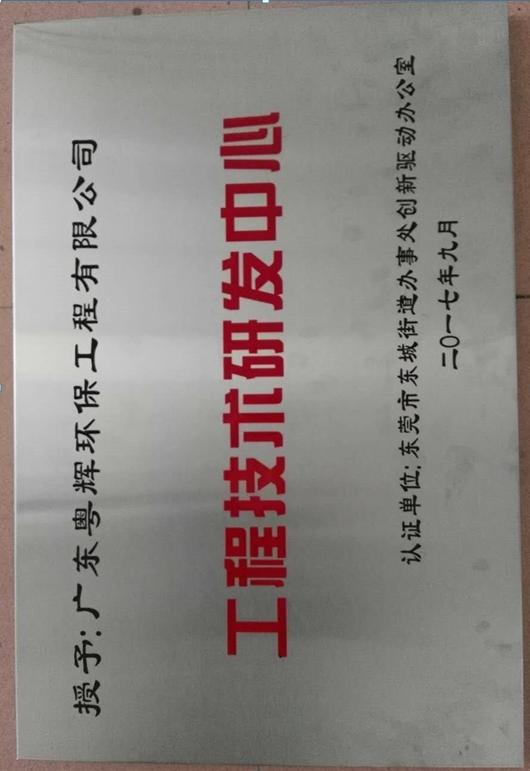 授予:广东粤辉环保工程有限公司
工程技术研发中心
认证单位:东莞市东城街道办事处创新驱动办公室
二〇一七年九月